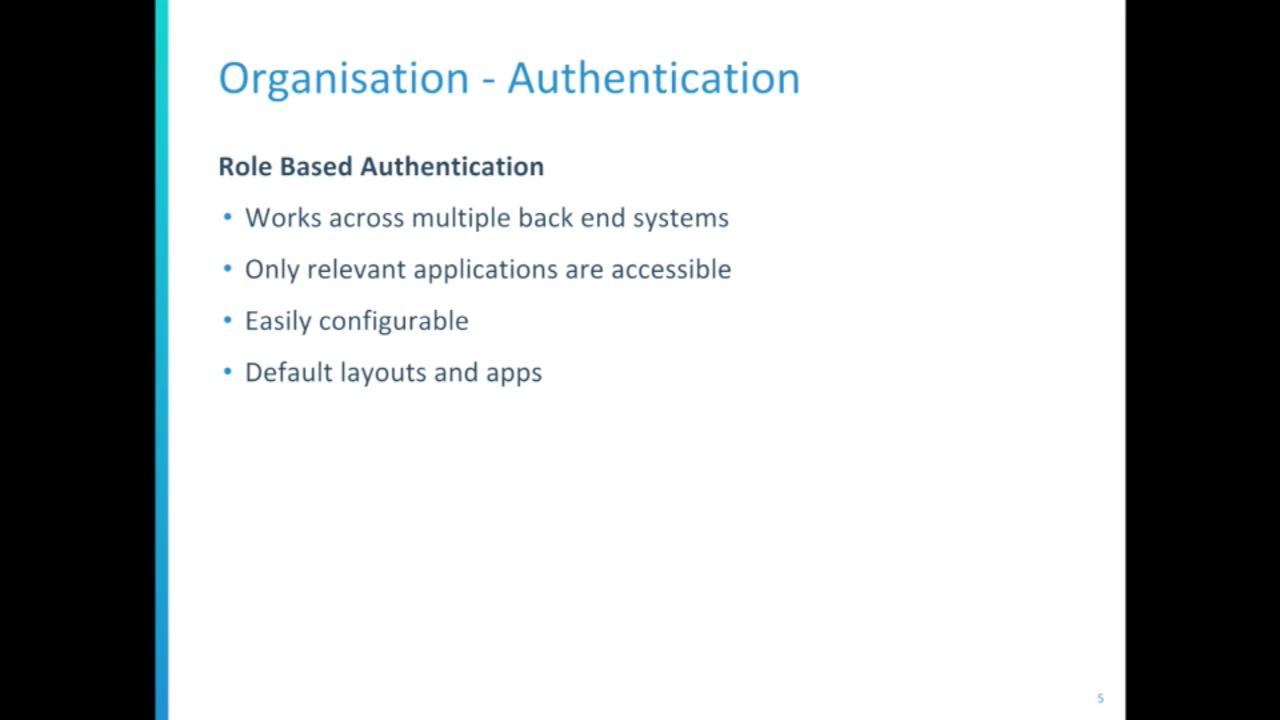 Organisation - Authentication
Role Based Authentication
• Works across multiple back end systems
• Only relevant applications are accessible
• Easily configurable
• Default layouts and apps
5